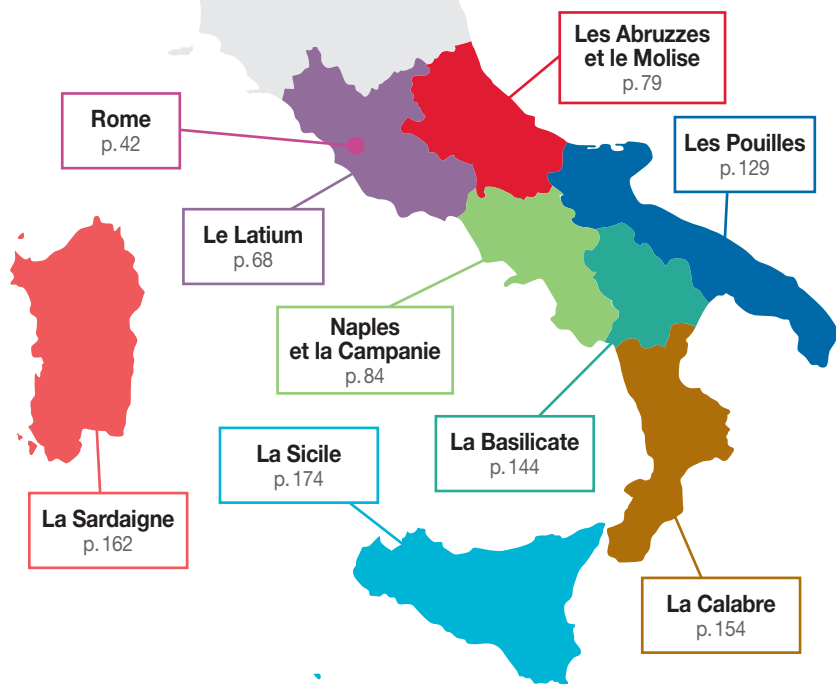 Les Abruzzes
et le Molise
p.79
Rome
p.42
Les Pouilles
p.129
Le Latium
p.68
Naples
et la Campanie
p.84
La Basilicate
p.144
La Sicile
p.174
La Sardaigne
p.162
La Calabre
p.154